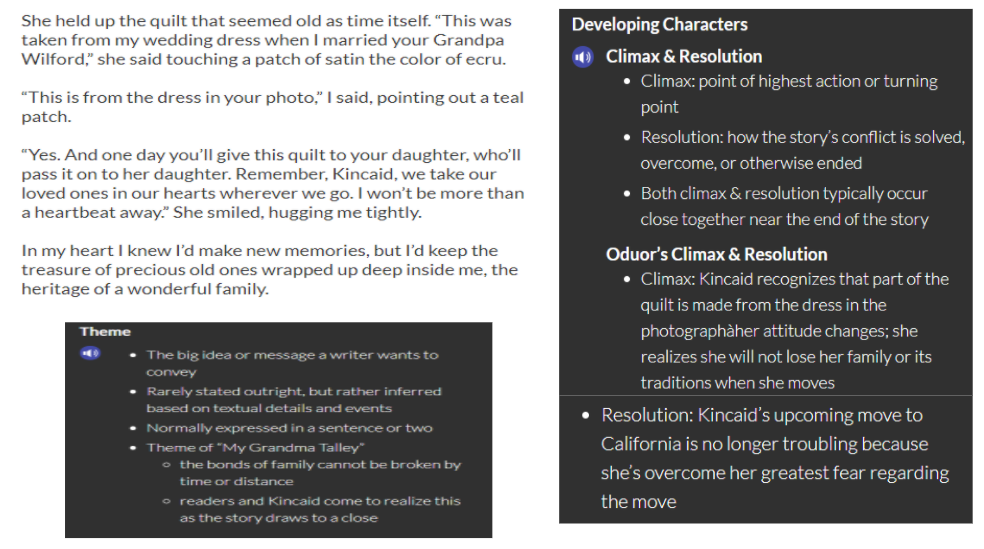 She held up the quilt that seemed old as time itself. “This was
taken from my wedding dress when I married your Grandpa
Wilford,” she said touching a patch of satin the color of ecru.
“This is from the dress in your photo,” I said, pointing out a teal
patch.
“Yes. And one day you’ll give this quilt to your daughter, who’ll
pass it on to her daughter. Remember, Kincaid, we take our
loved ones in our hearts wherever we go. I won’t be more than
a heartbeat away.” She smiled, hugging me tightly.
In my heart I knew I’d make new memories, but I’d keep the
treasure of precious old ones wrapped up deep inside me, the
heritage of a wonderful family.
Theme
• The big idea or message a writer wants to
convey
• Rarely stated outright, but rather inferred
based on textual details and events
• Normally expressed in a sentence or two
• Theme of “My Grandma Talley”
○ the bonds of family cannot be broken by
time or distance
○ readers and Kincaid come to realize this
as the story draws to a close
Developing Characters
Climax & Resolution
• Climax: point of highest action or turning
point
• Resolution: how the story’s conflict is solved,
overcome, or otherwise ended
• Both climax & resolution typically occur
close together near the end of the story
Oduor’s Climax & Resolution
• Climax: Kincaid recognizes that part of the
quilt is made from the dress in the
photographàher attitude changes; she
realizes she will not lose her family or its
traditions when she moves
• Resolution: Kincaid’s upcoming move to
California is no longer troubling because
she’s overcome her greatest fear regarding
the move